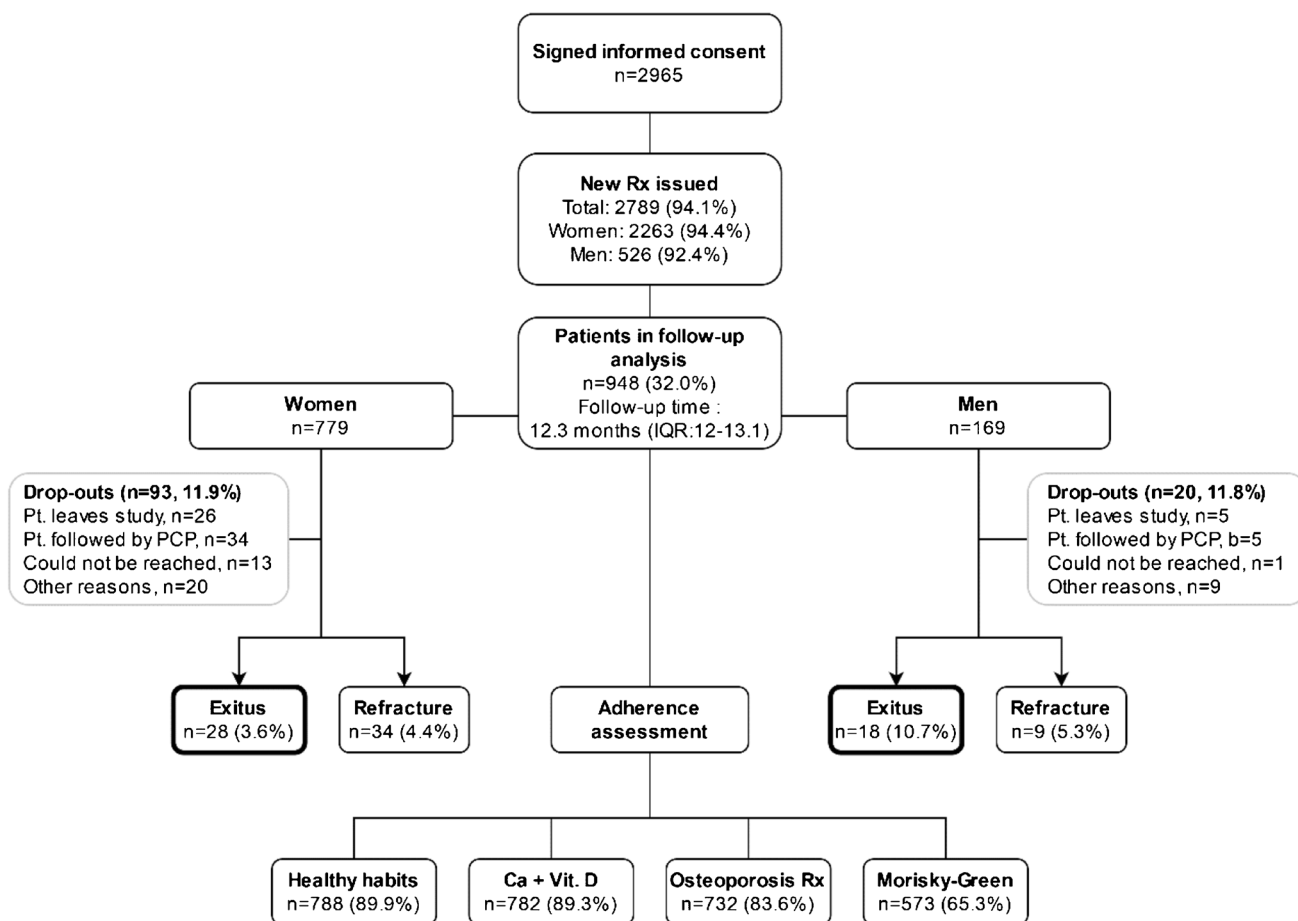 Signed informed consent
n=2965
New Rx issued
Total: 2789 (94.1%)
Women: 2263 (94.4%)
Men: 526 (92.4%)
Patients in follow-up
analysis
n=948 (32.0%)
Follow-up time :
12.3 months (IQR:12-13.1)
Women
n=779
Men
n=169
Drop-outs (n=93, 11.9%)
Pt. leaves study, n=26
Pt. followed by PCP, n=34
Could not be reached, n=13
Other reasons, n=20
Drop-outs (n=20, 11.8%)
Pt. leaves study, n=5
Pt. followed by PCP, b=5
Could not be reached, n=1
Other reasons, n=9
Exitus
n=28 (3.6%)
Refracture
n=34 (4.4%)
Adherence
assessment
Exitus
n=18 (10.7%)
Refracture
n=9 (5.3%)
Healthy habits
n=788 (89.9%)
Ca + Vit. D
n=782 (89.3%)
Osteoporosis Rx
n=732 (83.6%)
Morisky-Green
n=573 (65.3%)